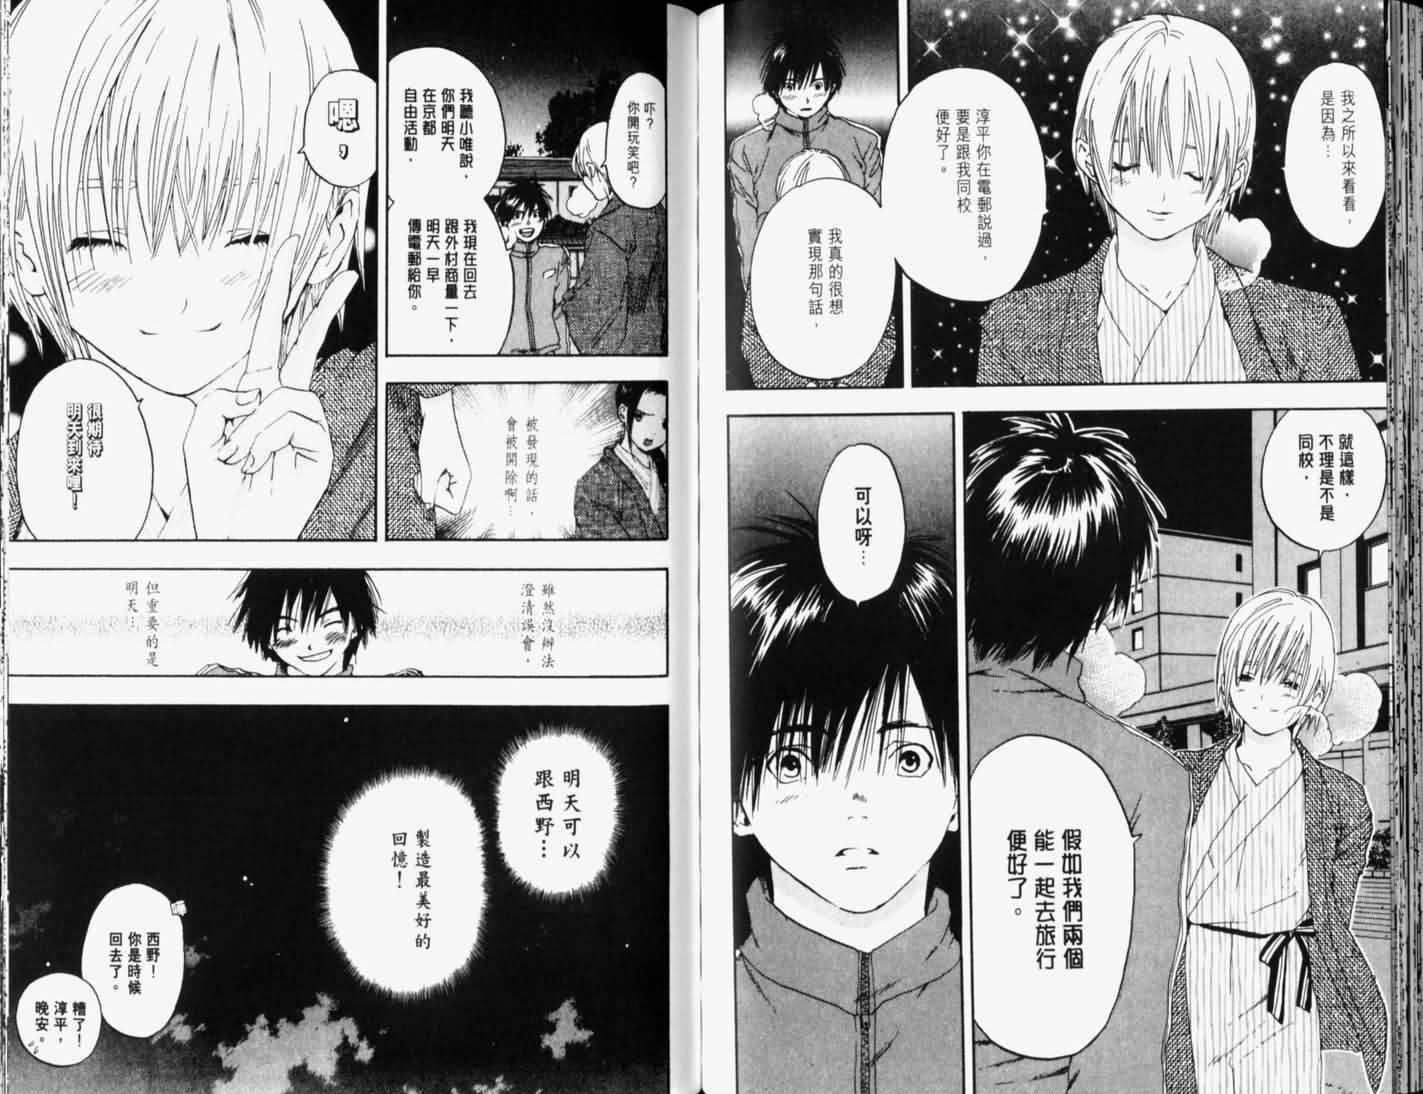 我之所以來看看，
是因為…
淳平你在電郵說過，
要是跟我同校
便好了。
我真的很想
實現那句話，
就這樣，
不理是不是
同校，
假如我們兩個
能一起去旅行
便好了。
可以呀…
吓？
你開玩笑吧？
我聽小唯說，
你們明天
在京都
自由活動，
我現在回去
跟外村商量一下，
明天一早
傳電郵給你。
嗯，
很期待
明天到來哩！
被發現的話，
會被開除啊…
雖然沒辦法
澄清誤會，
但重要的是
明天…
明天可以
跟西野…
製造最美好的
回憶！
西野！
你是時候
回去了。
糟了！
淳平，
晚安。